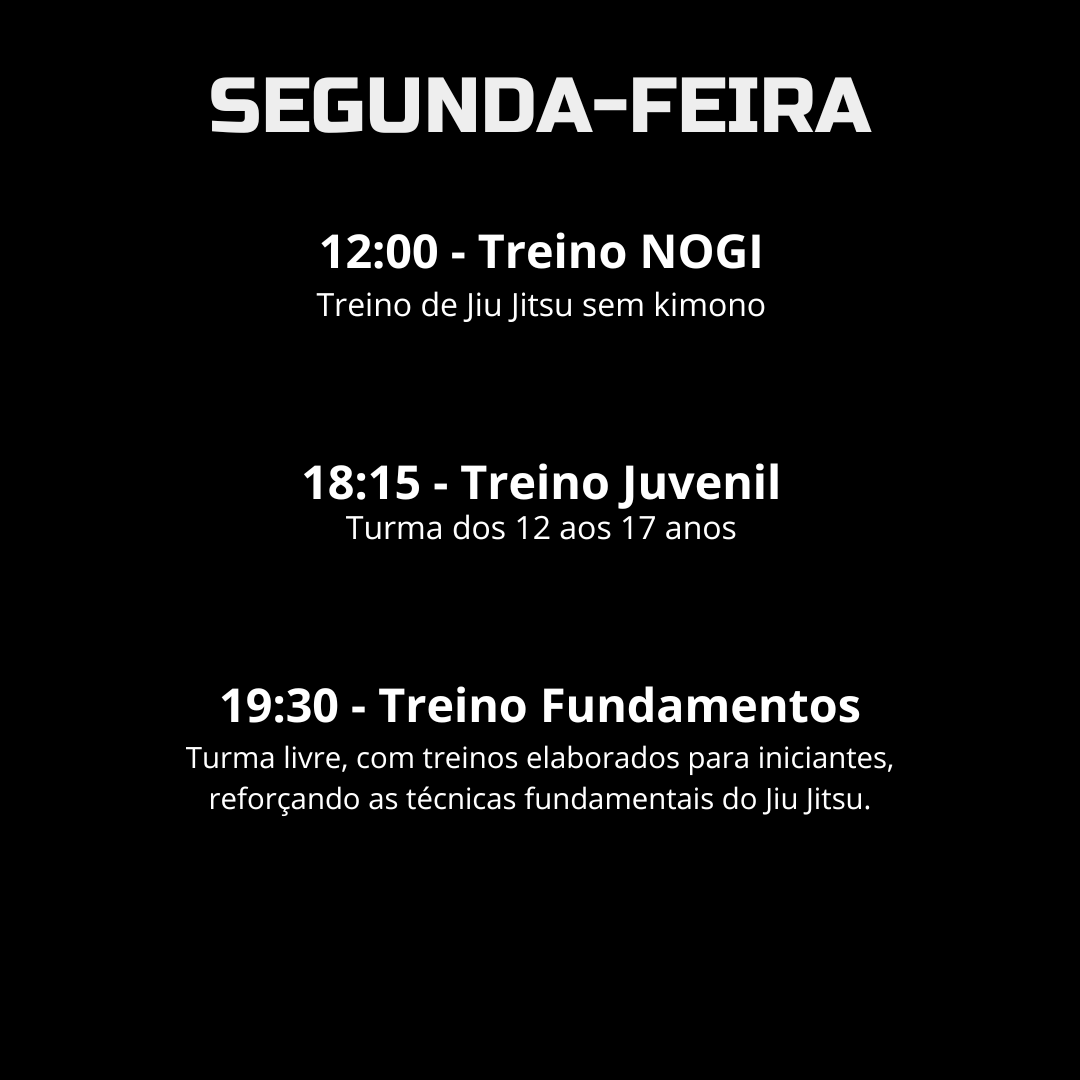 SEGUNDA-FEIRA
12:00 - Treino NOGI
Treino de Jiu Jitsu sem kimono
18:15 - Treino Juvenil
Turma dos 12 aos 17 anos
19:30 - Treino Fundamentos
Turma livre, com treinos elaborados para iniciantes,
reforçando as técnicas fundamentais do Jiu Jitsu.